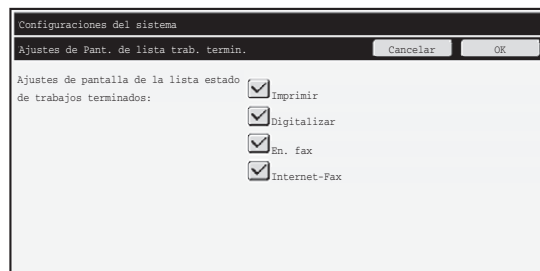 Configuraciones del sistema
Ajustes de Pant. de lista trab. termin. Cancelar OK
Ajustes de pantalla de la lista estado
de trabajos terminados:
Imprimir
Digitalizar
En. fax
Internet-Fax